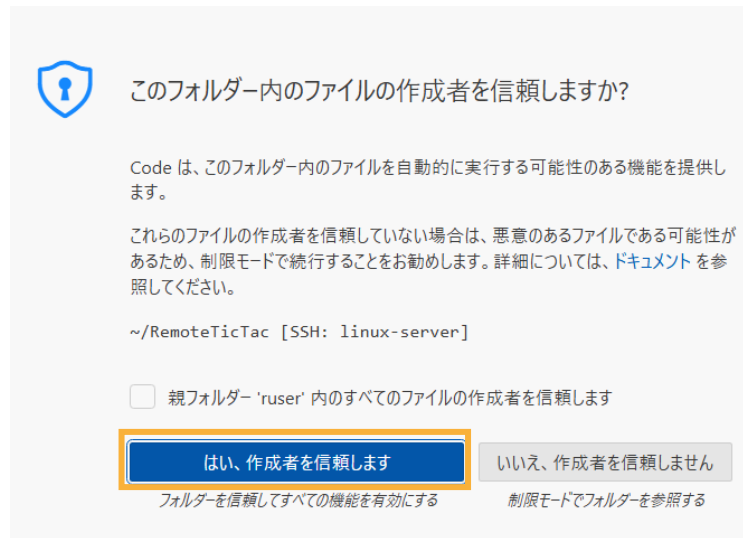 このフォルダー内のファイルの作成者を信頼しますか?
Code は、このフォルダー内のファイルを自動的に実行する可能性のある機能を提供し
ます。
これらのファイルの作成者を信頼していない場合は、悪意のあるファイルである可能性が
あるため、制限モードで続行することをお勧めします。詳細については、ドキュメント を参
照してください。
~/RemoteTicTac [SSH: linux-server]
親フォルダー 'ruser' 内のすべてのファイルの作成者を信頼します
はい、作成者を信頼します
いいえ、作成者を信頼しません
フォルダーを信頼してすべての機能を有効にする
制限モードでフォルダーを参照する